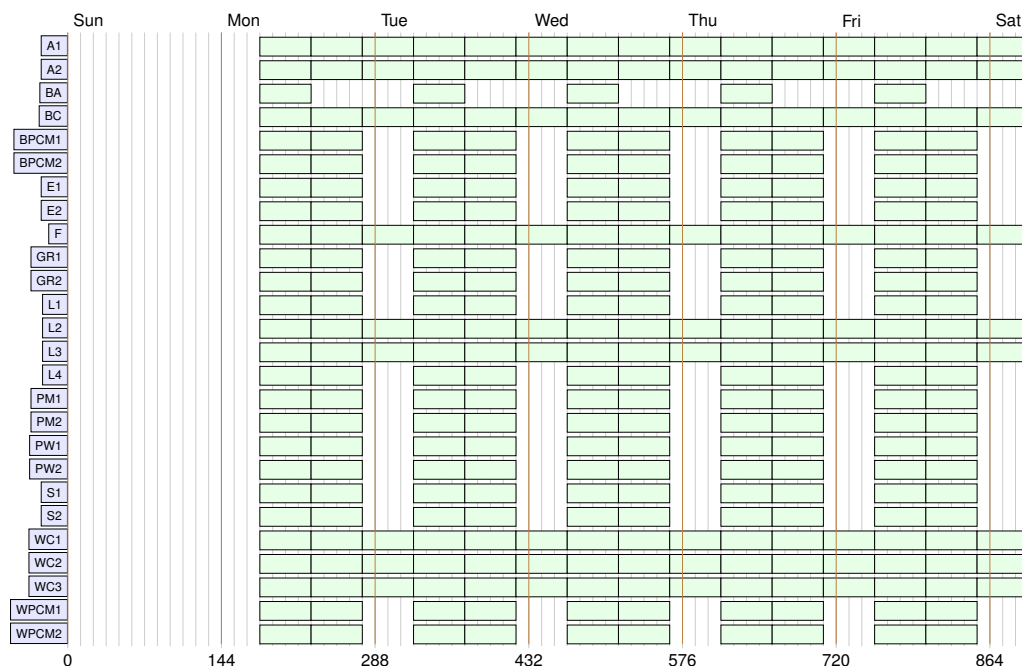 Sun Mon Tue Wed Thu Fri Sat
A1
A2
BA
BC
BPCM1
BPCM2
E1
E2
F
GR1
GR2
L1
L2
L3
L4
PM1
PM2
PW1
PW2
S1
S2
WC1
WC2
WC3
WPCM1
WPCM2
0 144 288 432 576 720 864